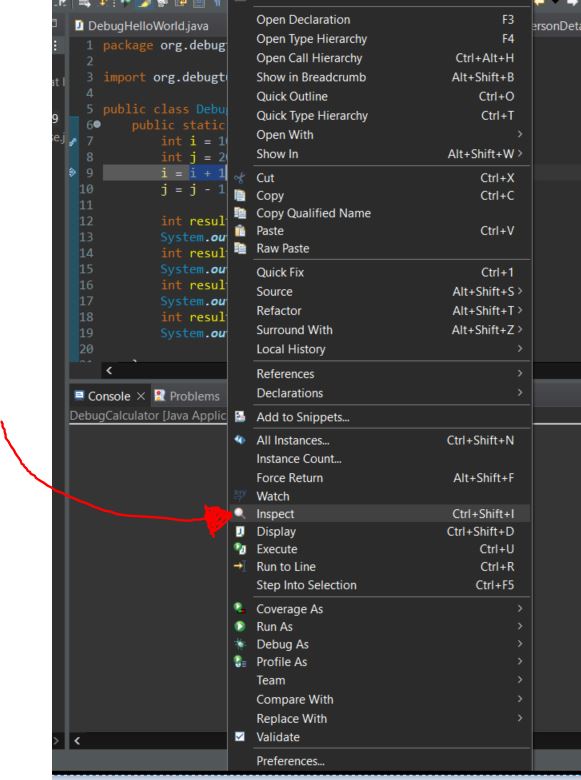 DebugHelloWorld.java
ersonDeta
1 package org.debugt
2
3 import org.debugtu
4
5 public class Debug
6 public static
7 int i = 10
8 int j = 20
9 i = i + 1
10 j = j - 1
11
12 int resul
13 System.ou
14 int resul
15 System.ou
16 int resul
17 System.ou
18 int resul
19 System.ou
20
Console
Problems
DebugCalculator [Java Applic
Open Declaration F3
Open Type Hierarchy F4
Open Call Hierarchy Ctrl+Alt+H
Show in Breadcrumb Alt+Shift+B
Quick Outline Ctrl+O
Quick Type Hierarchy Ctrl+T
Open With >
Show In Alt+Shift+W >
Cut Ctrl+X
Copy Ctrl+C
Copy Qualified Name
Paste Ctrl+V
Raw Paste
Quick Fix Ctrl+1
Source Alt+Shift+S >
Refactor Alt+Shift+T >
Surround With Alt+Shift+Z >
Local History >
References >
Declarations >
Add to Snippets...
All Instances... Ctrl+Shift+N
Instance Count...
Force Return Alt+Shift+F
Watch
Inspect Ctrl+Shift+I
Display Ctrl+Shift+D
Execute Ctrl+U
Run to Line Ctrl+R
Step Into Selection Ctrl+F5
Coverage As >
Run As >
Debug As >
Profile As >
Team >
Compare With >
Replace With >
Validate
Preferences...